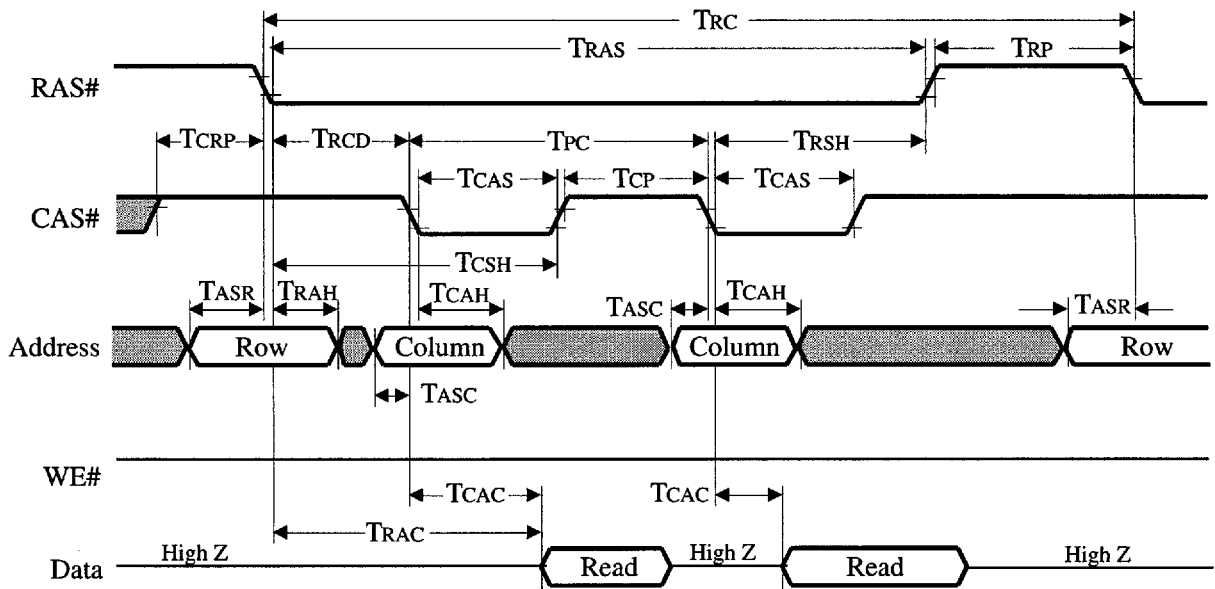 TRC
TRAS
TRP
RAS#
TCRP
TRCD
TPC
TRSH
TCAS
TCP
TCAS
CAS#
TCSH
TASR
TRAH
TCAH
TASC
TCAH
TASR
Address
Row
Column
Column
Row
TASC
WE#
TCAC
TCAC
TRAC
High Z
High Z
High Z
Data
Read
Read